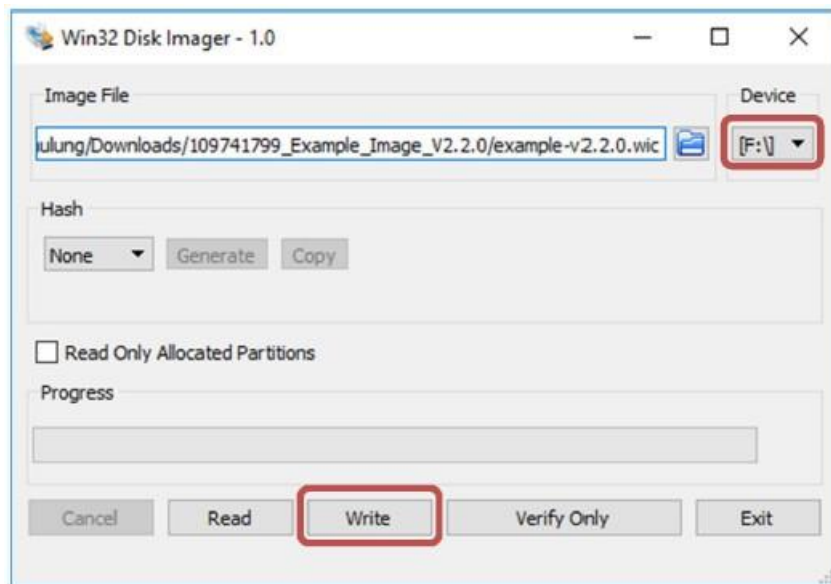 Win32 Disk Imager - 1.0
Image File
Device
ulung/Downloads/109741799_Example_Image_V2.2.0/example-v2.2.0.wic
[F:\]
Hash
None
Generate
Copy
Read Only Allocated Partitions
Progress
Cancel
Read
Write
Verify Only
Exit